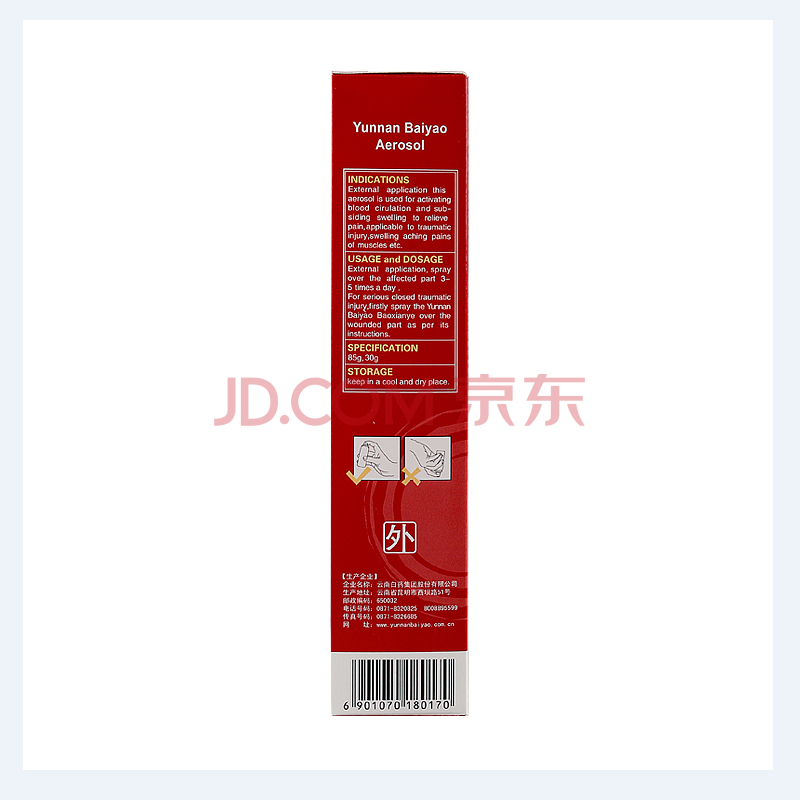 Yunnan Baiyao
Aerosol
INDICATIONS
External application this
aerosol is used for activating
blood cirulation and sub-
siding swelling to relieve
pain,applicable to traumatic
injury,swelling aching pains
of muscles etc.
USAGE and DOSAGE
External application, spray
over the affected part 3-
5 times a day .
For serious closed traumatic
injury,firstly spray the Yunnan
Baiyao Baoxianye over the
wounded part as per its
instructions.
SPECIFICATION
85g,30g
STORAGE
keep in a cool and dry place.
JD.COM 京东
外
【生产企业】
企业名称：云南白药集团股份有限公司
生产地址：云南省昆明市西坝路51号
邮政编码：650032
电话号码：0871-8320825 8008895599
传真号码：0871-8326685
网 址：www.yunnanbaiyao.com.cn
6 901070 180170